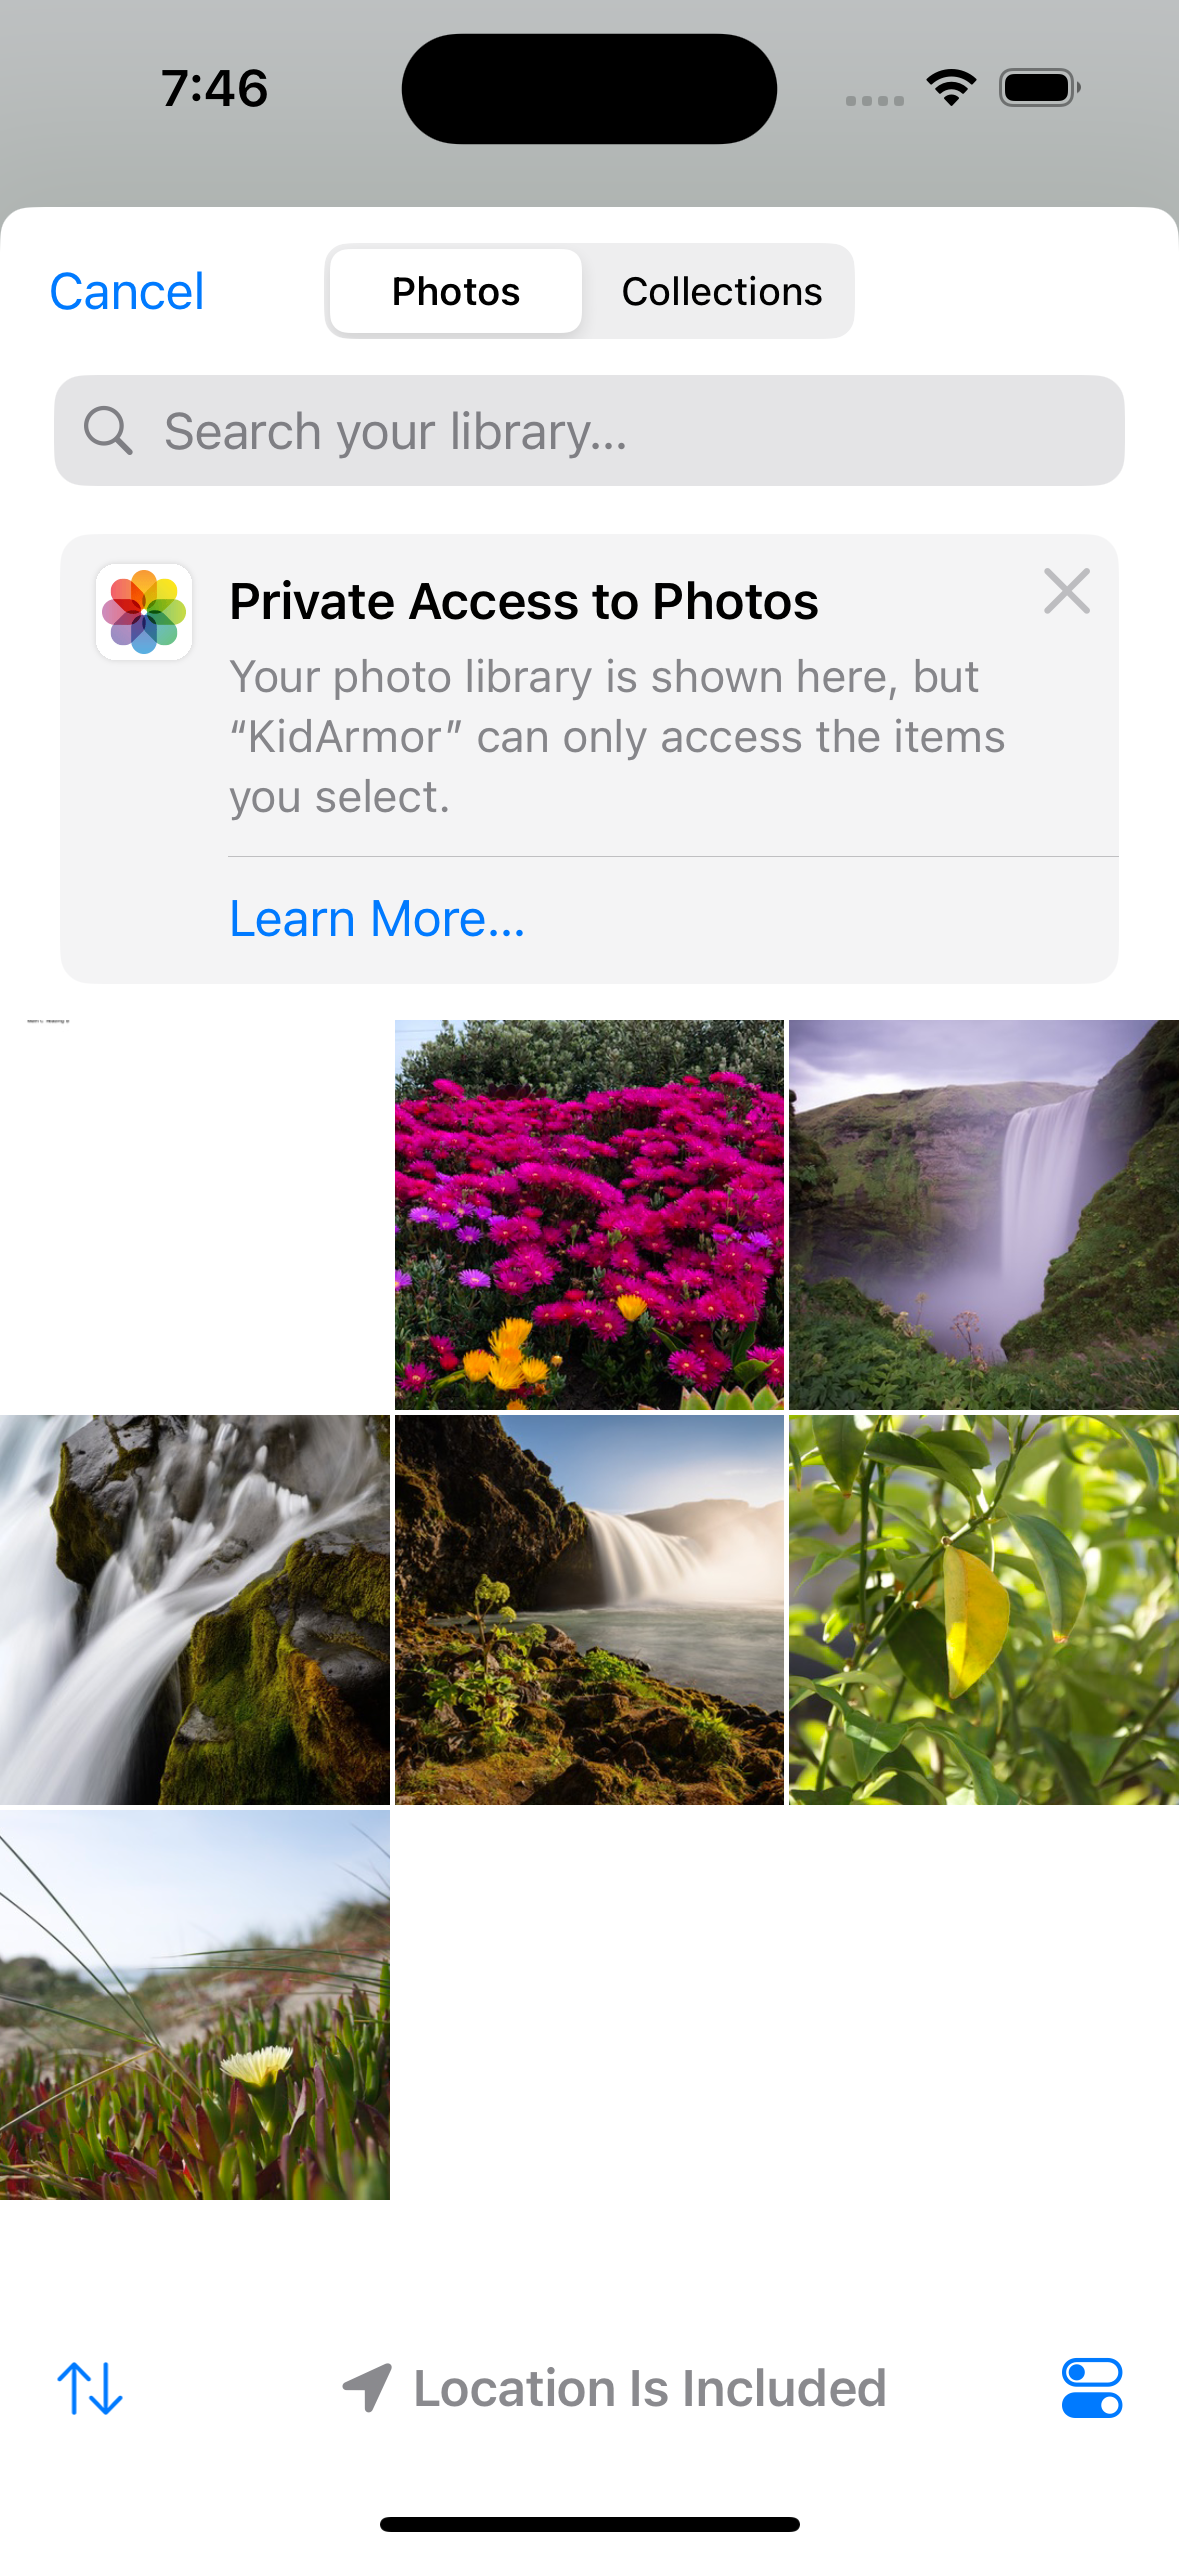 7:46
Cancel
Photos
Collections
Search your library...
Private Access to Photos
Your photo library is shown here, but
“KidArmor” can only access the items
you select.
Learn More...
Location Is Included